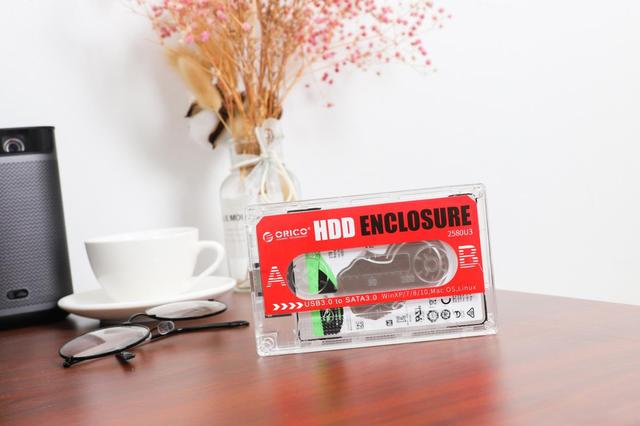 ORICO HDD ENCLOSURE
2580U3
A B
USB3.0 to SATA3.0 WinXP/7/8/10,Mac OS,Linux